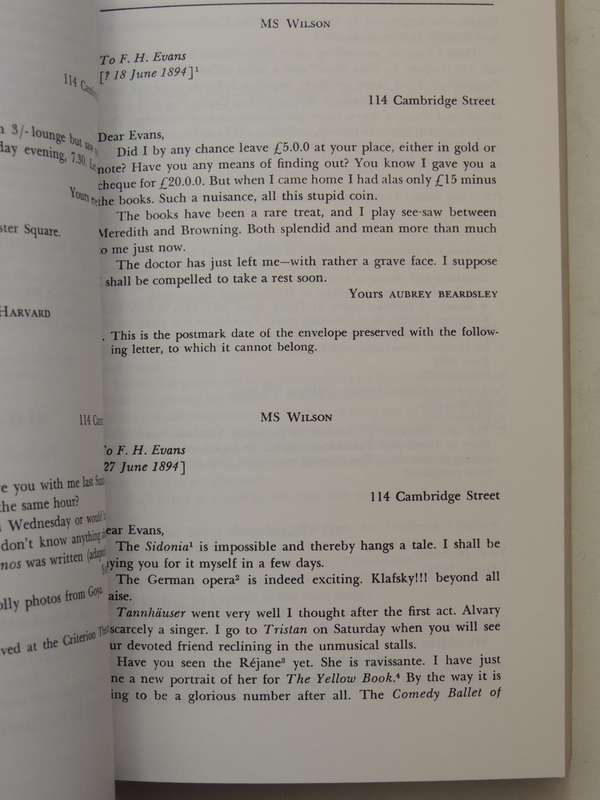 114
3/- lounge but
day evening, 7.30.
Yours
ster Square.
HARVARD
114
e you with me last
the same hour?
Wednesday or would
don't know anything
nos was written
olly photos from Goya
ved at the Criterion
MS WILSON
To F. H. Evans
[? 18 June 1894]¹
114 Cambridge Street
Dear Evans,
Did I by any chance leave £5.0.0 at your place, either in gold or
note? Have you any means of finding out? You know I gave you a
cheque for £20.0.0. But when I came home I had alas only £15 minus
the books. Such a nuisance, all this stupid coin.
The books have been a rare treat, and I play see-saw between
Meredith and Browning. Both splendid and mean more than much
o me just now.
The doctor has just left me—with rather a grave face. I suppose
shall be compelled to take a rest soon.
Yours AUBREY BEARDSLEY
. This is the postmark date of the envelope preserved with the follow-
ing letter, to which it cannot belong.
MS WILSON
To F. H. Evans
27 June 1894]
114 Cambridge Street
ear Evans,
The Sidonia¹ is impossible and thereby hangs a tale. I shall be
ying you for it myself in a few days.
The German opera² is indeed exciting. Klafsky!!! beyond all
aise.
Tannhäuser went very well I thought after the first act. Alvary
scarcely a singer. I go to Tristan on Saturday when you will see
ur devoted friend reclining in the unmusical stalls.
Have you seen the Réjane³ yet. She is ravissante. I have just
ne a new portrait of her for The Yellow Book.⁴ By the way it is
ing to be a glorious number after all. The Comedy Ballet of